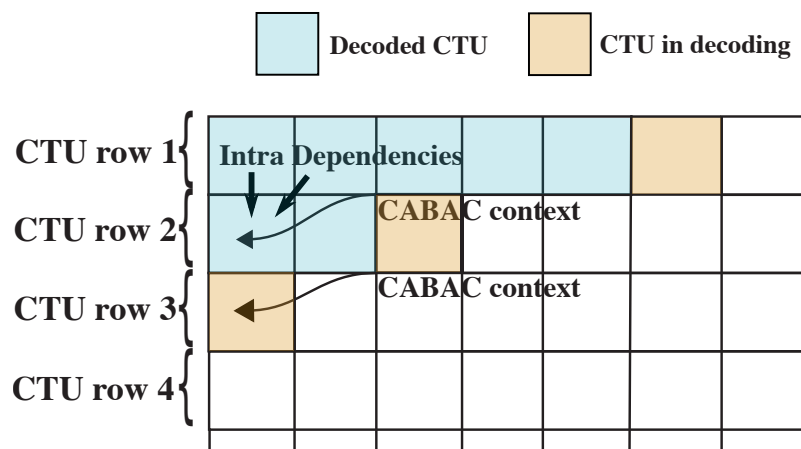 Decoded CTU
CTU in decoding
CTU row 1
Intra Dependencies
CTU row 2
CABAC context
CTU row 3
CABAC context
CTU row 4